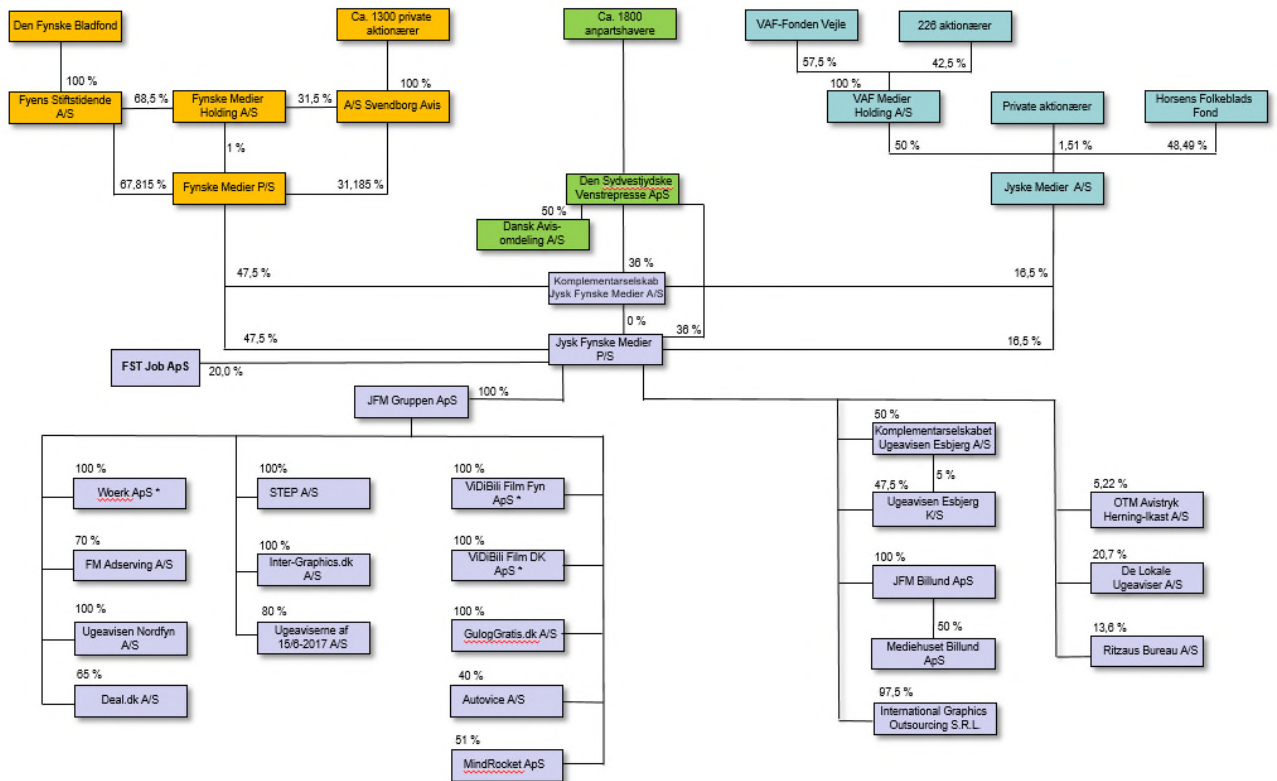 Den Fynske Bladfond
Ca. 1300 private
aktionærer
Ca. 1800
anpartshavere
VAF-Fonden Vejle
226 aktionærer
100 %
100 %
57,5 %
42,5 %
100 %
Fyens Stiftstidende
A/S
68,5 %
Fynske Medier
Holding A/S
31,5 %
A/S Svendborg Avis
VAF Medier
Holding A/S
Private aktionærer
Horsens Folkeblads
Fond
1 %
50 %
1,51 %
48,49 %
67,815 %
Fynske Medier P/S
31,185 %
Den Sydvestjydske
Venstrepresse ApS
Jyske Medier A/S
50 %
Dansk Avis-
omdeling A/S
47,5 %
36 %
16,5 %
Komplementarselskab
Jysk Fynske Medier A/S
0 %
36 %
47,5 %
Jysk Fynske Medier
P/S
16,5 %
FST Job ApS
20,0 %
JFM Gruppen ApS
100 %
100 %
Woerk ApS *
70 %
FM Adserving A/S
100 %
Ugeavisen Nordfyn
A/S
65 %
Deal.dk A/S
100%
STEP A/S
100 %
Inter-Graphics.dk
A/S
80 %
Ugeaviserne af
15/6-2017 A/S
100 %
ViDiBili Film Fyn
ApS *
100 %
ViDiBili Film DK
ApS *
100 %
GulogGratis.dk A/S
40 %
Autovice A/S
51 %
MindRocket ApS
50 %
Komplementarselskabet
Ugeavisen Esbjerg A/S
5 %
47,5 %
Ugeavisen Esbjerg
K/S
100 %
JFM Billund ApS
50 %
Mediehuset Billund
ApS
97,5 %
International Graphics
Outsourcing S.R.L.
5,22 %
OTM Avistryk
Herning-Ikast A/S
20,7 %
De Lokale
Ugeaviser A/S
13,6 %
Ritzaus Bureau A/S